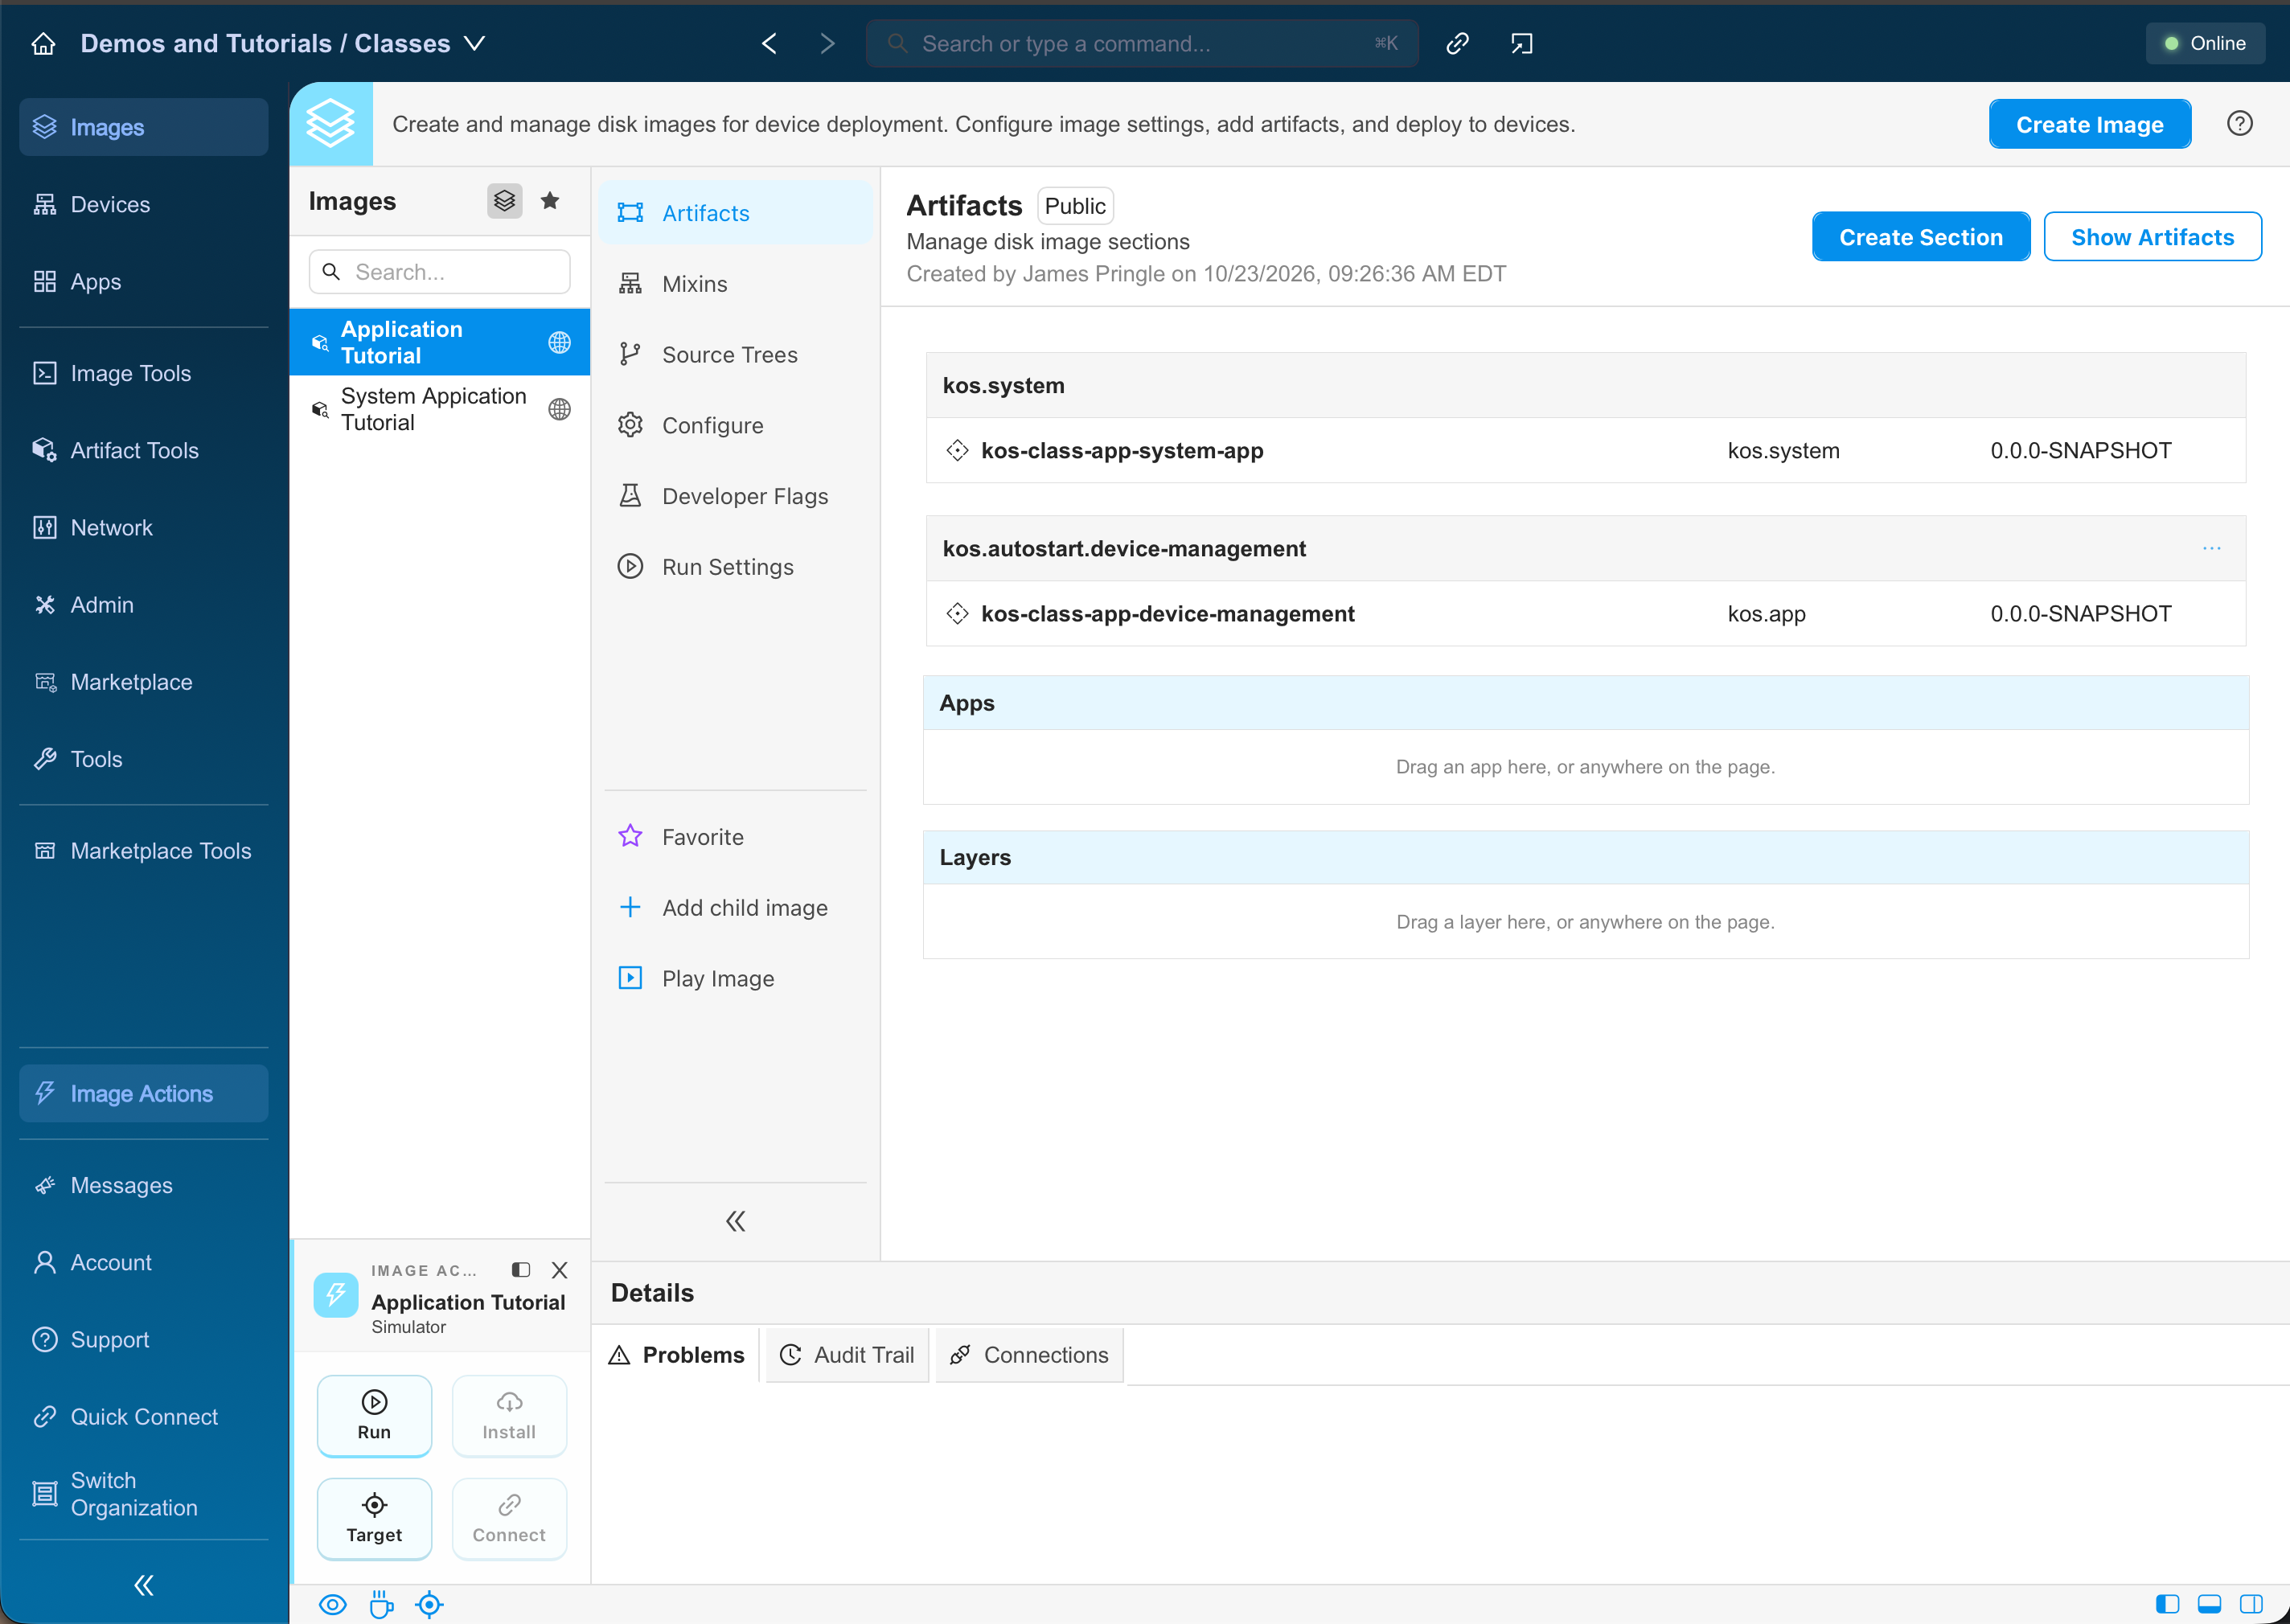 Demos and Tutorials / Classes
Search or type a command...
⌘K
Online
Images
Devices
Apps
Image Tools
Artifact Tools
Network
Admin
Marketplace
Tools
Marketplace Tools
Image Actions
Messages
Account
Support
Quick Connect
Switch
Organization
Create and manage disk images for device deployment. Configure image settings, add artifacts, and deploy to devices.
Create Image
Images
Search...
Application
Tutorial
System Appication
Tutorial
IMAGE AC...
Application Tutorial
Simulator
Run
Install
Target
Connect
Artifacts
Mixins
Source Trees
Configure
Developer Flags
Run Settings
Favorite
Add child image
Play Image
Artifacts
Public
Manage disk image sections
Created by James Pringle on 10/23/2026, 09:26:36 AM EDT
Create Section
Show Artifacts
kos.system
kos-class-app-system-app kos.system 0.0.0-SNAPSHOT
kos.autostart.device-management
kos-class-app-device-management kos.app 0.0.0-SNAPSHOT
Apps
Drag an app here, or anywhere on the page.
Layers
Drag a layer here, or anywhere on the page.
Details
Problems
Audit Trail
Connections